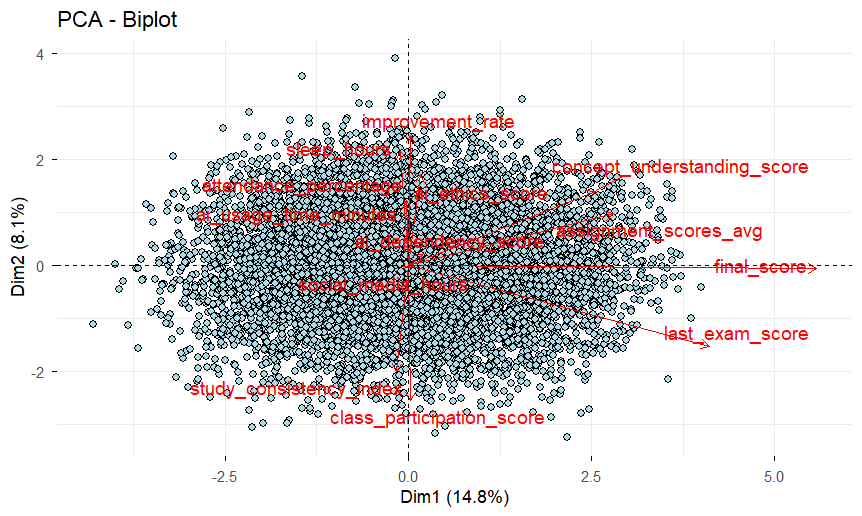 PCA - Biplot
4
2
0
-2
Dim2 (8.1%)
improvement_rate
sleep_hours
concept_understanding_score
attendance_percentage
ai_ethics_score
ai_usage_time_minutes
assignment_scores_avg
ai_dependency_score
final_score
social_media_hours
last_exam_score
study_consistency_index
class_participation_score
-2.5
0.0
2.5
5.0
Dim1 (14.8%)